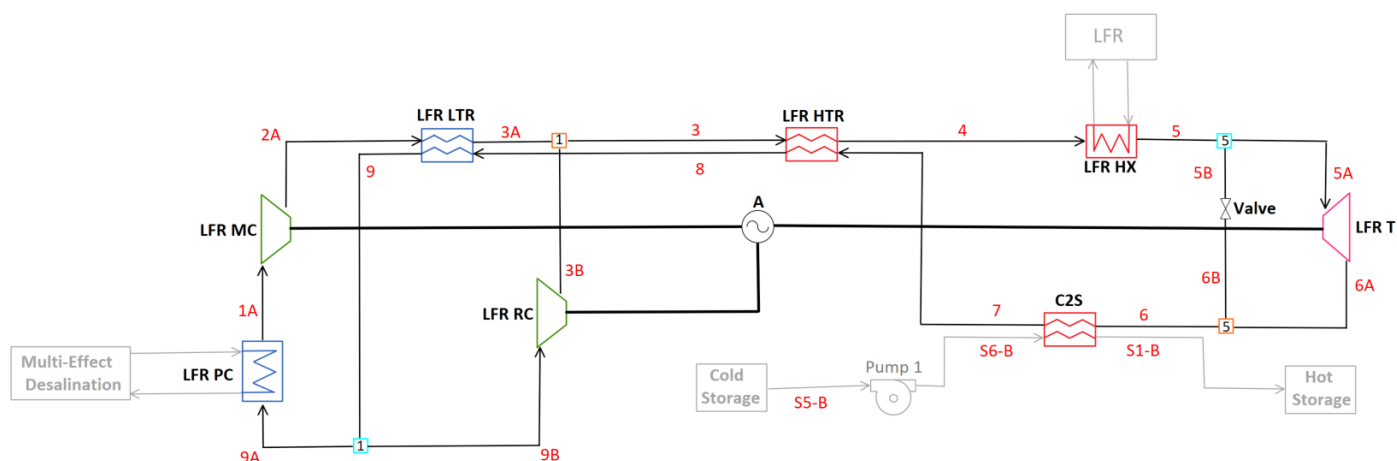 LFR
LFR LTR
3A
LFR HTR
2A
1
3
4
5
5
9
8
LFR HX
5B
5A
A
Valve
LFR T
LFR MC
3B
6B
6A
1A
LFR RC
7
C2S
6
5
Multi-Effect
Desalination
LFR PC
Cold
Storage
S5-B
Pump 1
S6-B
S1-B
Hot
Storage
9A
1
9B